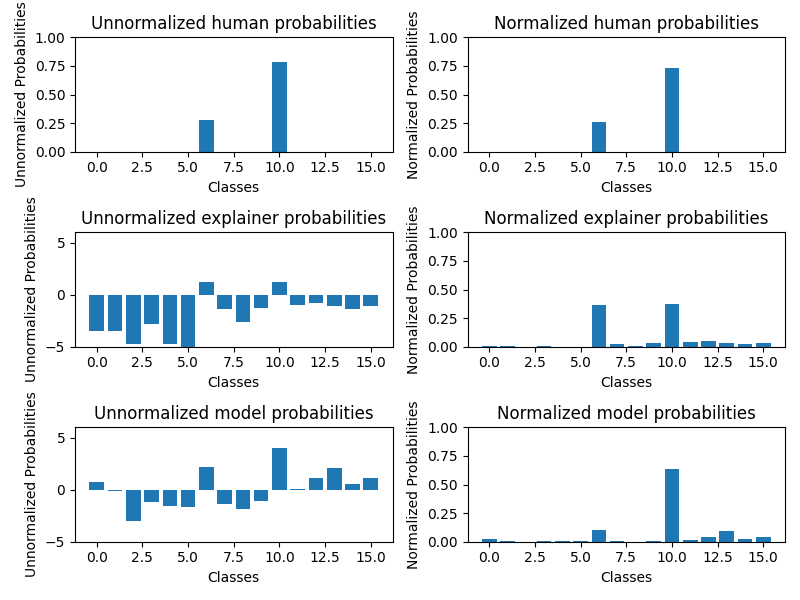 Unnormalized human probabilities
Unnormalized Probabilities
1.00
0.75
0.50
0.25
0.00
0.0 2.5 5.0 7.5 10.0 12.5 15.0
Classes
Normalized human probabilities
Normalized Probabilities
1.00
0.75
0.50
0.25
0.00
0.0 2.5 5.0 7.5 10.0 12.5 15.0
Classes
Unnormalized explainer probabilities
Unnormalized Probabilities
5
0
−5
0.0 2.5 5.0 7.5 10.0 12.5 15.0
Classes
Normalized explainer probabilities
Normalized Probabilities
1.00
0.75
0.50
0.25
0.00
0.0 2.5 5.0 7.5 10.0 12.5 15.0
Classes
Unnormalized model probabilities
Unnormalized Probabilities
5
0
−5
0.0 2.5 5.0 7.5 10.0 12.5 15.0
Classes
Normalized model probabilities
Normalized Probabilities
1.00
0.75
0.50
0.25
0.00
0.0 2.5 5.0 7.5 10.0 12.5 15.0
Classes